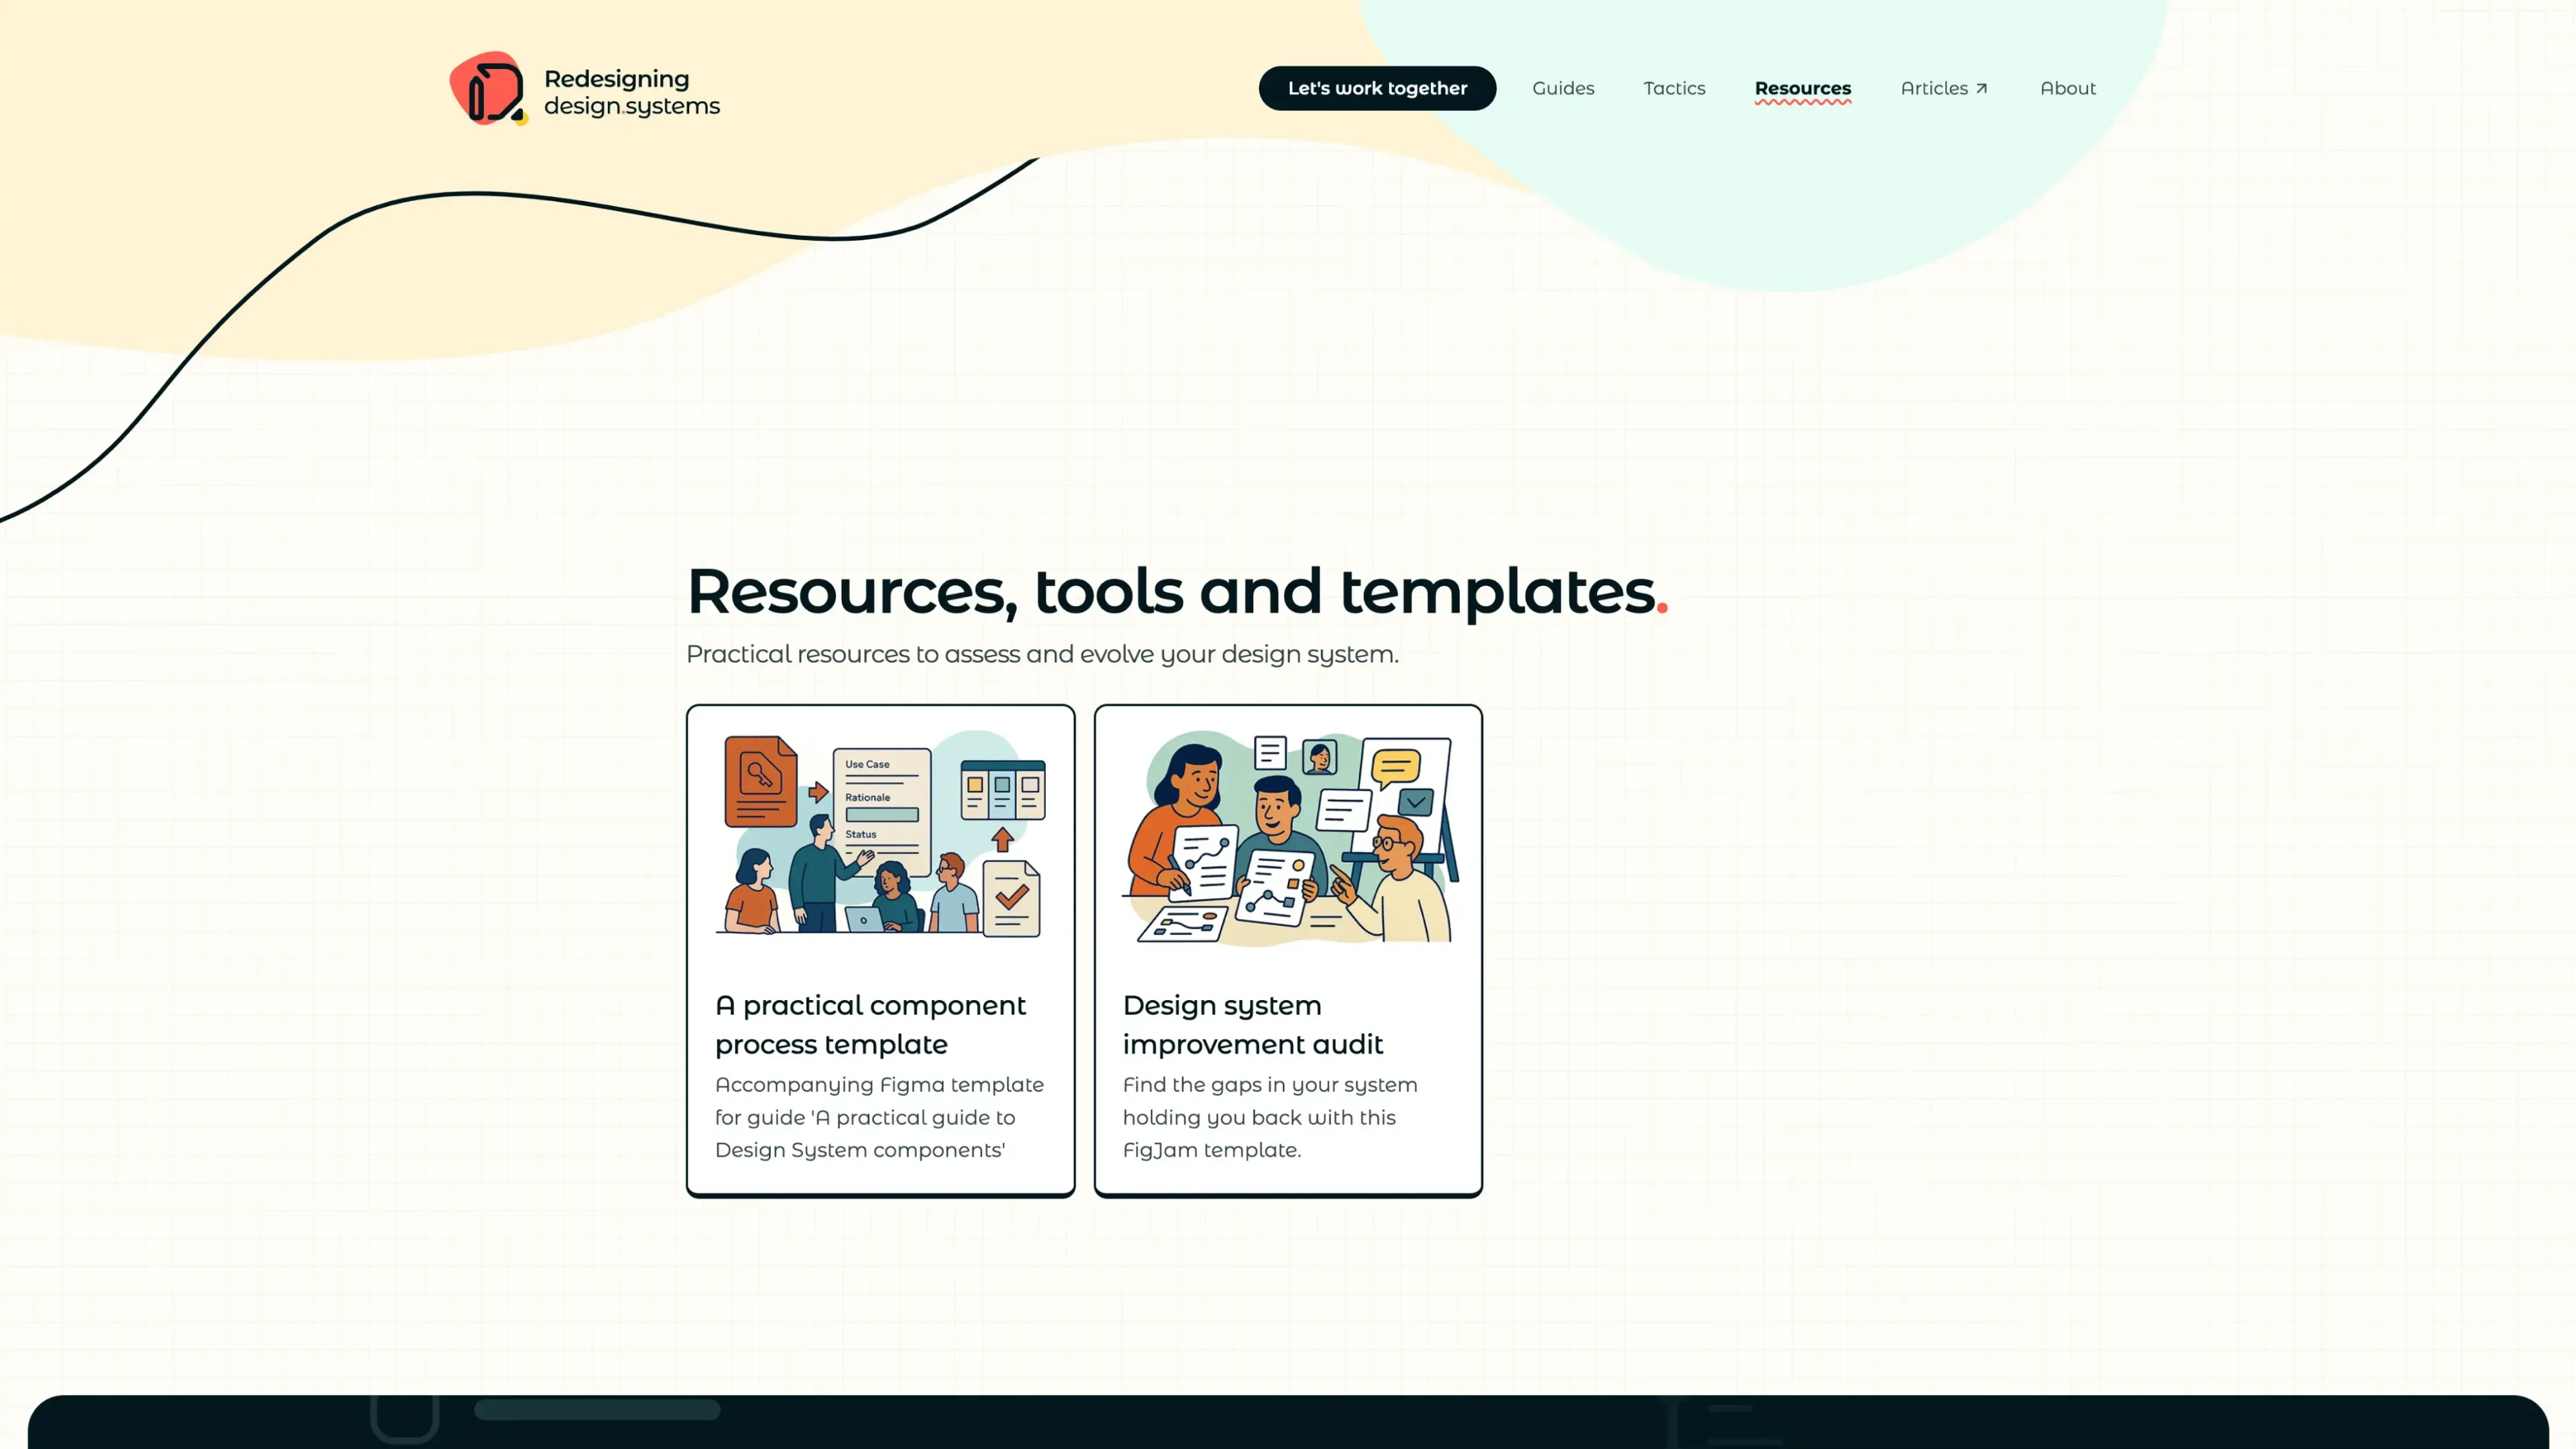 Redesigning
design.systems
Let's work together
Guides
Tactics
Resources
Articles ↗
About
Resources, tools and templates.
Practical resources to assess and evolve your design system.
Use Case
Rationale
Status
A practical component
process template
Accompanying Figma template
for guide 'A practical guide to
Design System components'
Design system
improvement audit
Find the gaps in your system
holding you back with this
FigJam template.